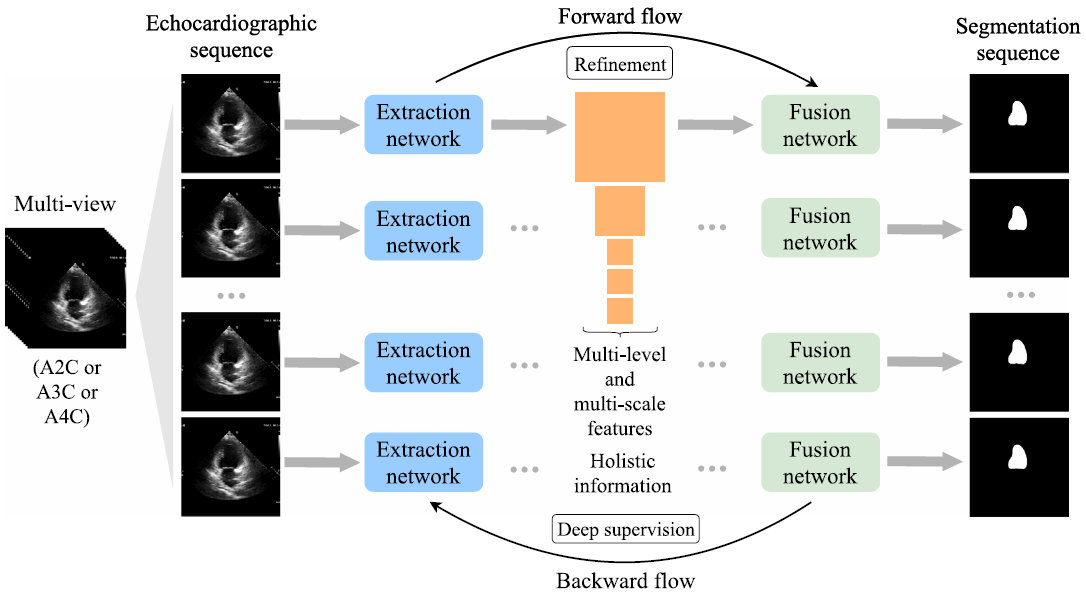 Forward flow
Echocardiographic
sequence
Segmentation
sequence
Refinement
Extraction
network
Fusion
network
Multi-view
Extraction
network
...
...
Fusion
network
...
...
(A2C or
A3C or
A4C)
Extraction
network
...
Multi-level
and
multi-scale
features
...
Fusion
network
Extraction
network
...
Holistic
information
...
Fusion
network
Deep supervision
Backward flow